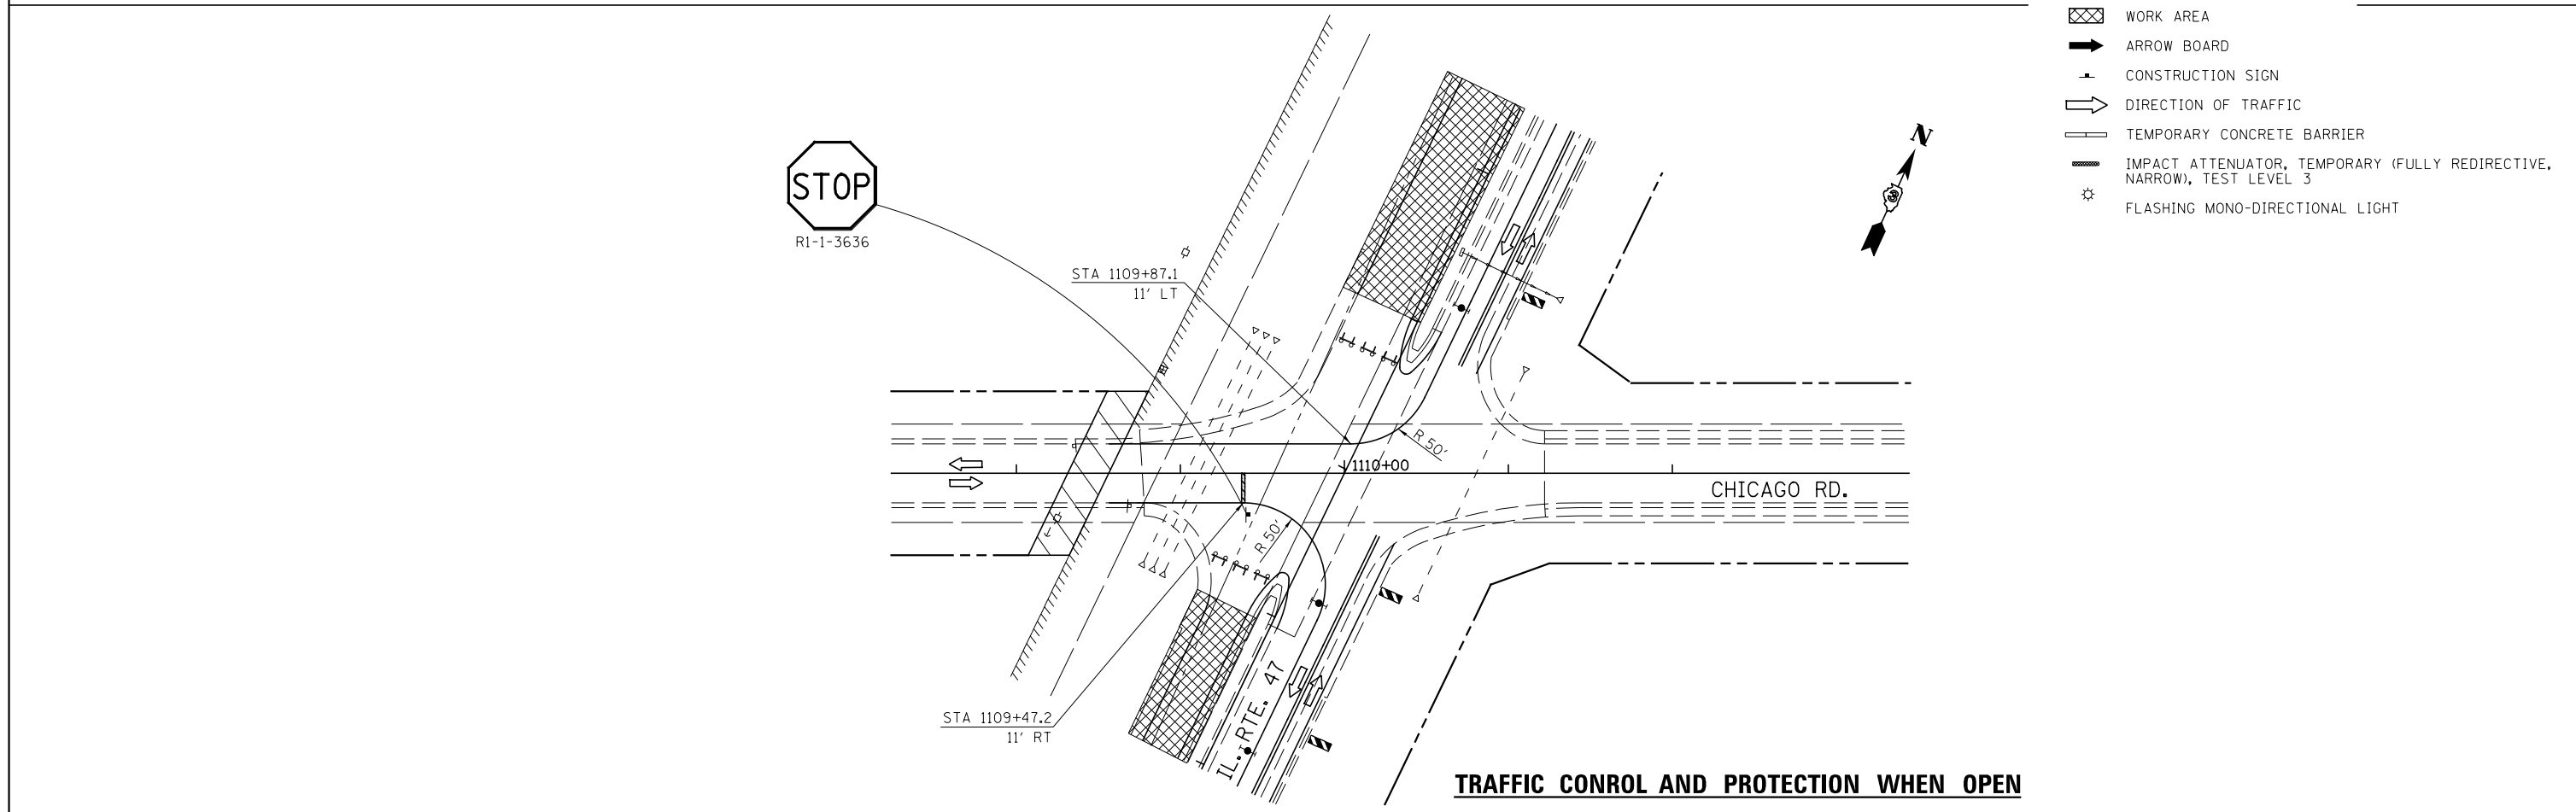 WORK AREA
ARROW BOARD
CONSTRUCTION SIGN
DIRECTION OF TRAFFIC
TEMPORARY CONCRETE BARRIER
IMPACT ATTENUATOR, TEMPORARY (FULLY REDIRECTIVE,
NARROW), TEST LEVEL 3
FLASHING MONO-DIRECTIONAL LIGHT
N
3
STOP
R1-1-3636
STA 1109+87.1
11' LT
R 50'
1110+00
CHICAGO RD.
R 50'
STA 1109+47.2
11' RT
IL. RTE. 47
TRAFFIC CONROL AND PROTECTION WHEN OPEN